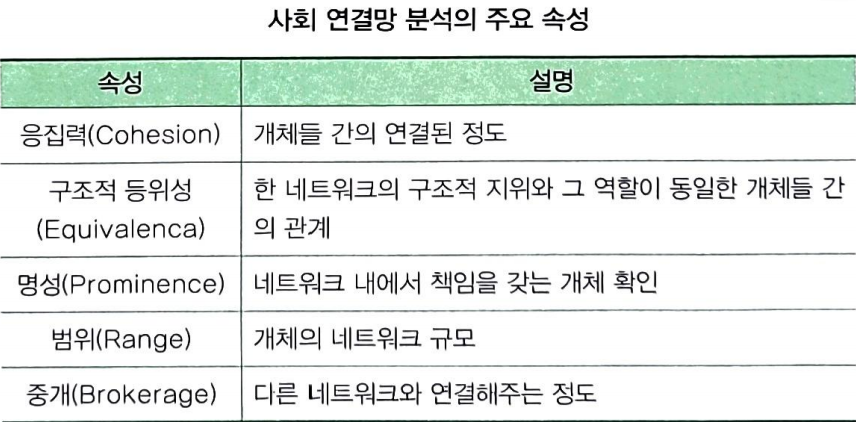 사회 연결망 분석의 주요 속성
속성 설명
응집력(Cohesion) 개체들 간의 연결된 정도
구조적 등위성
(Equivalenca)
한 네트워크의 구조적 지위와 그 역할이 동일한 개체들 간
의 관계
명성(Prominence) 네트워크 내에서 책임을 갖는 개체 확인
범위(Range) 개체의 네트워크 규모
중개(Brokerage) 다른 네트워크와 연결해주는 정도